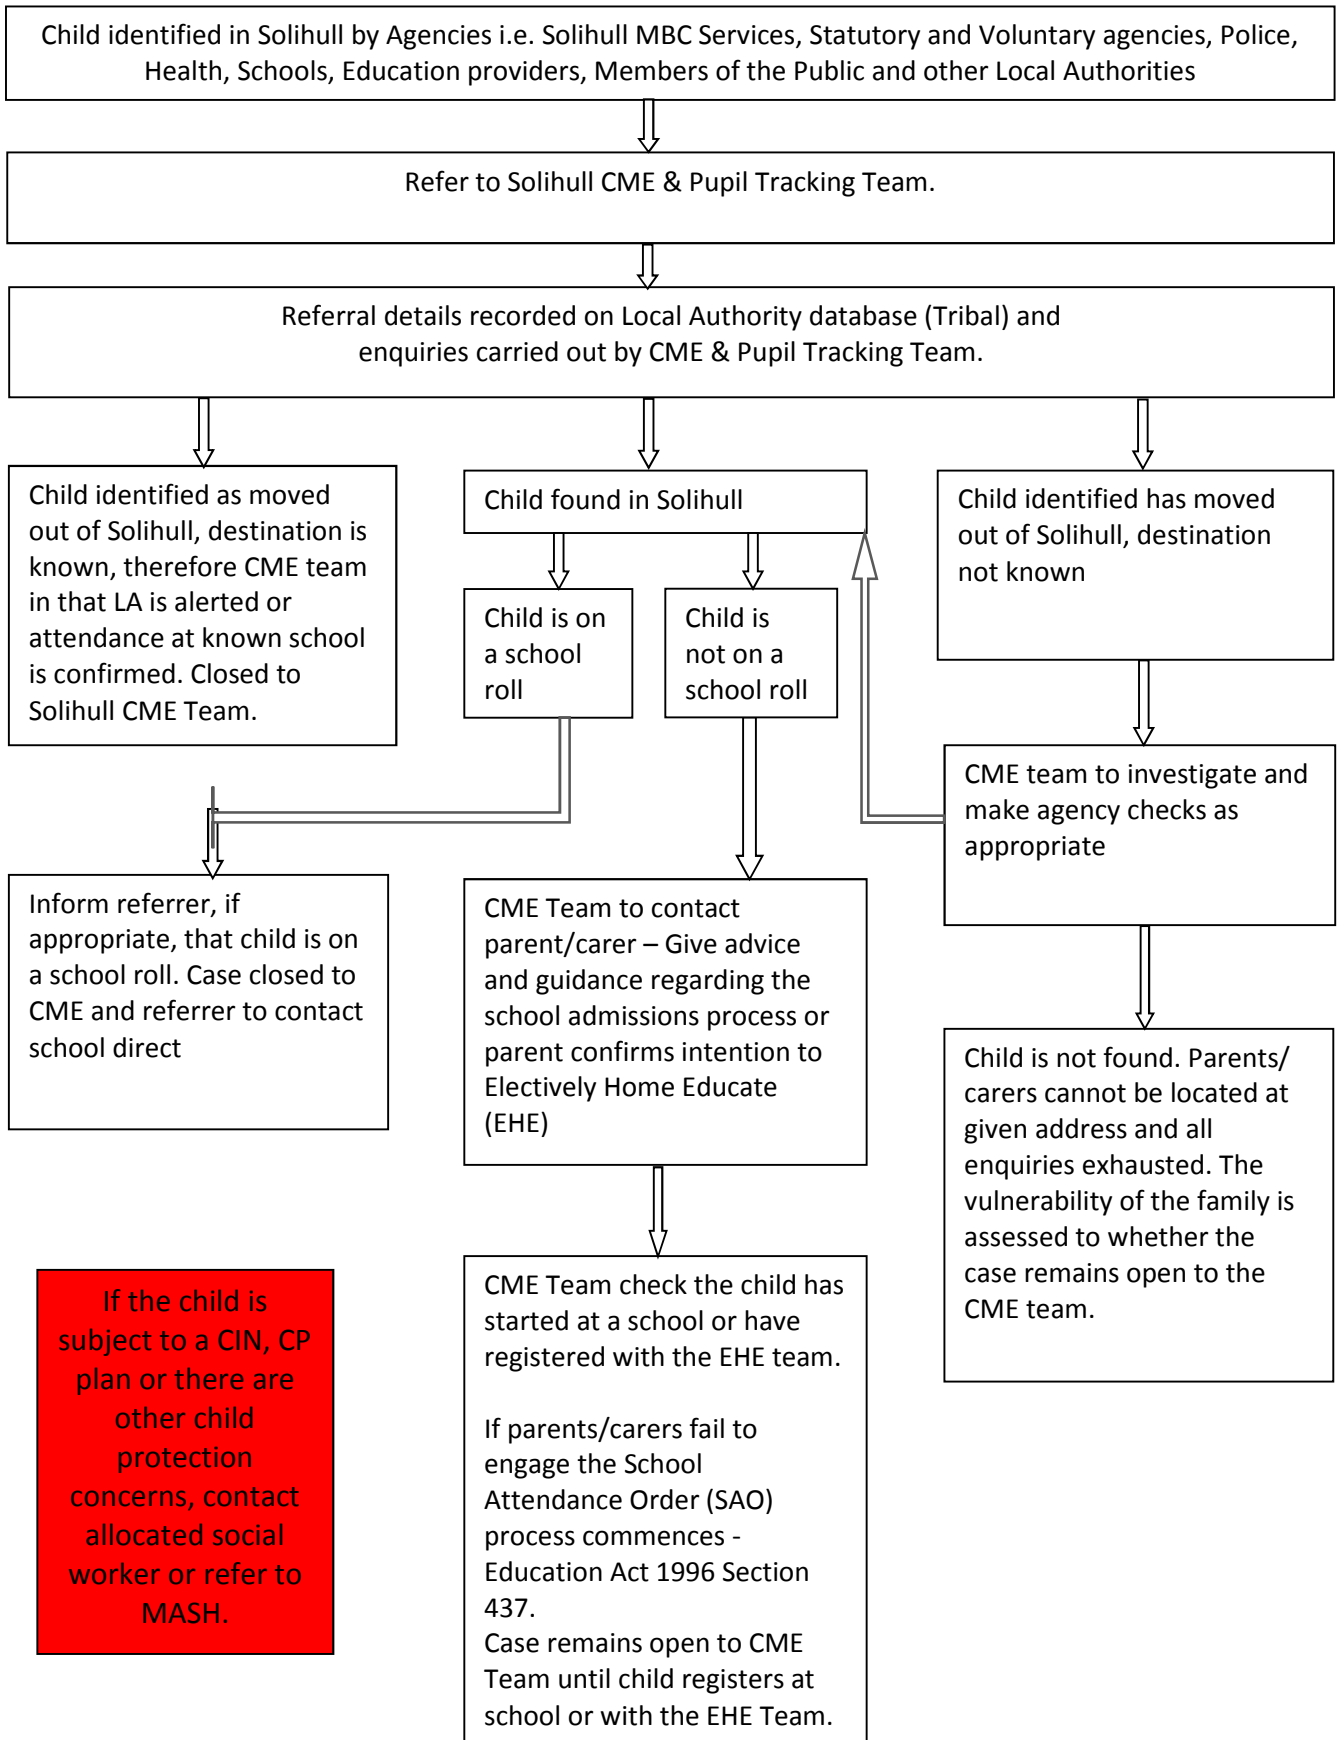 Child identified in Solihull by Agencies i.e. Solihull MBC Services, Statutory and Voluntary agencies, Police,
Health, Schools, Education providers, Members of the Public and other Local Authorities
Refer to Solihull CME & Pupil Tracking Team.
Referral details recorded on Local Authority database (Tribal) and
enquiries carried out by CME & Pupil Tracking Team.
Child identified as moved
out of Solihull, destination is
known, therefore CME team
in that LA is alerted or
attendance at known school
is confirmed. Closed to
Solihull CME Team.
Child found in Solihull
Child identified has moved
out of Solihull, destination
not known
Child is on
a school
roll
Child is
not on a
school roll
CME team to investigate and
make agency checks as
appropriate
Inform referrer, if
appropriate, that child is on
a school roll. Case closed to
CME and referrer to contact
school direct
CME Team to contact
parent/carer – Give advice
and guidance regarding the
school admissions process or
parent confirms intention to
Electively Home Educate
(EHE)
Child is not found. Parents/
carers cannot be located at
given address and all
enquiries exhausted. The
vulnerability of the family is
assessed to whether the
case remains open to the
CME team.
If the child is
subject to a CIN, CP
plan or there are
other child
protection
concerns, contact
allocated social
worker or refer to
MASH.
CME Team check the child has
started at a school or have
registered with the EHE team.
If parents/carers fail to
engage the School
Attendance Order (SAO)
process commences -
Education Act 1996 Section
437.
Case remains open to CME
Team until child registers at
school or with the EHE Team.